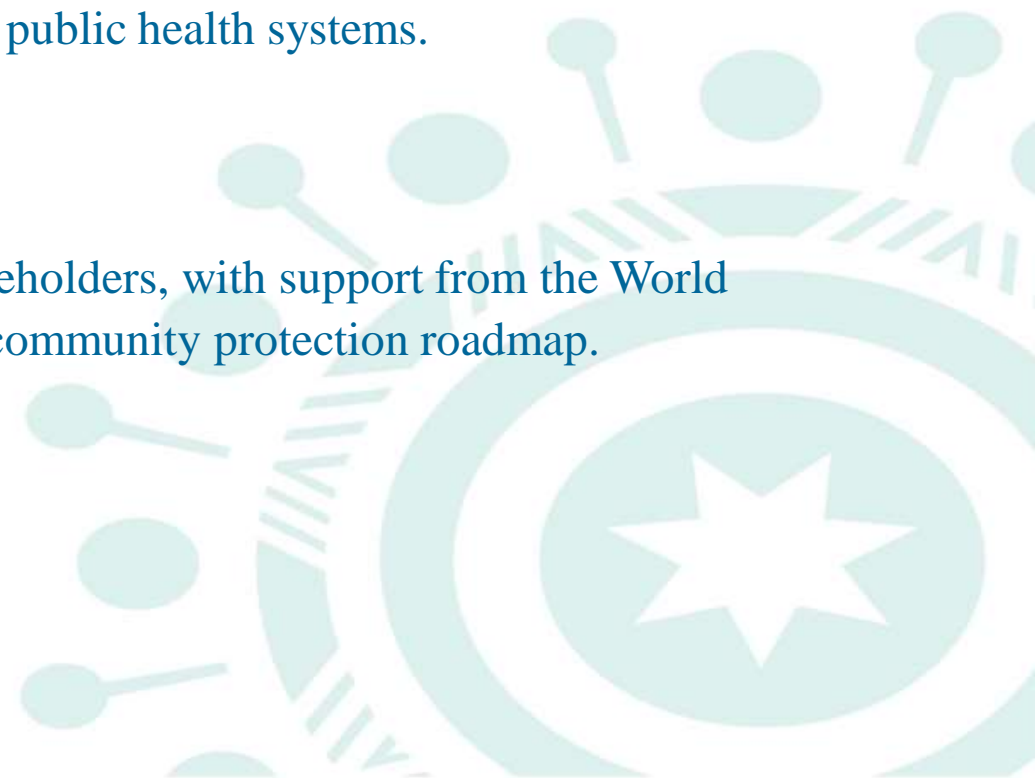 public health systems.
eholders, with support from the World
community protection roadmap.